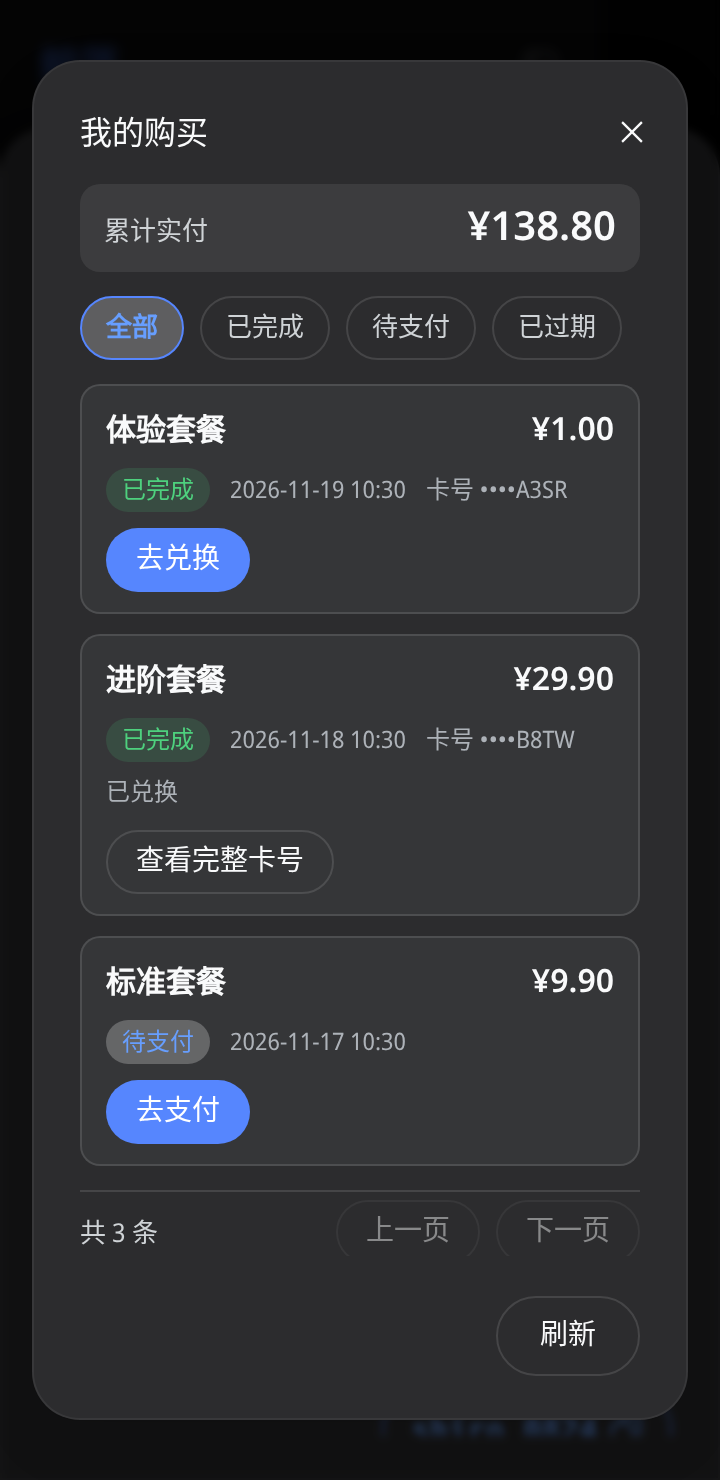 我的购买
累计实付 ¥138.80
全部 已完成 待支付 已过期
体验套餐 ¥1.00
已完成 2026-11-19 10:30 卡号 ••••A3SR
去兑换
进阶套餐 ¥29.90
已完成 2026-11-18 10:30 卡号 ••••B8TW
已兑换
查看完整卡号
标准套餐 ¥9.90
待支付 2026-11-17 10:30
去支付
共 3 条 上一页 下一页
刷新